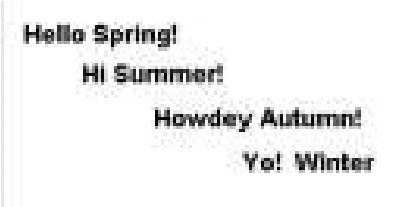 Hello Spring!
Hi Summer!
Howdey Autumn!
Yo! Winter